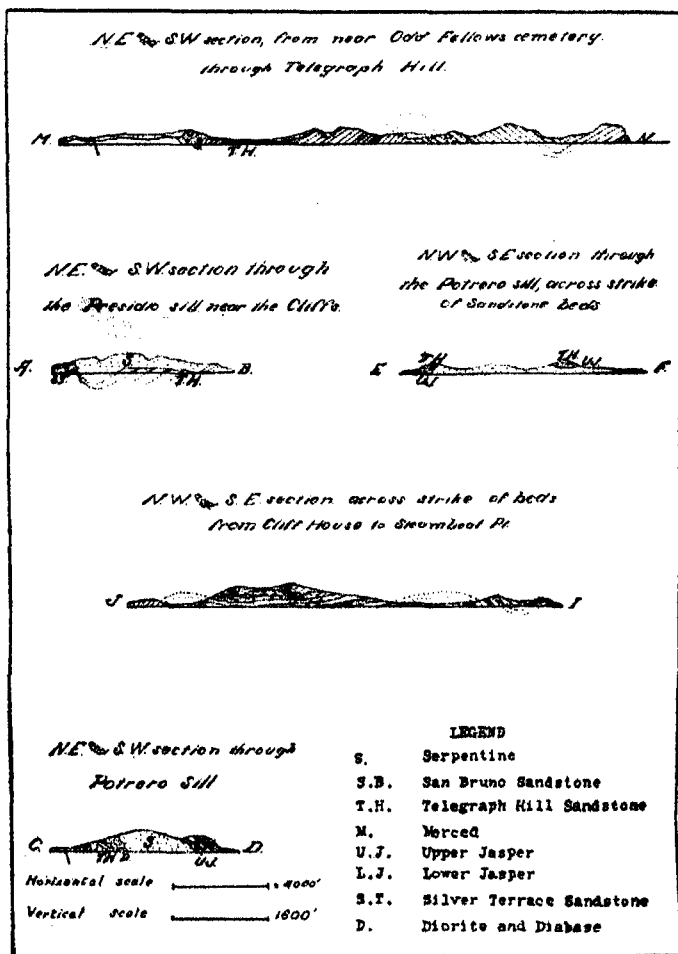 N.E. S.W. section, from near Odd Fellows cemetery.
through Telegraph Hill.
M. N.
T.H.
N.E. S.W. section through
the Presidio sill near the Cliffs.
A. S B.
T.H.
N.W. S.E. section through
the Potrero sill, across strike
of Sandstone beds
E T.H. T.H. U.J. F.
U.J.
N.W. S.E. section across strike of beds
from Cliff House to Steamboat Pt.
J I
N.E. S.W. section through
Potrero Sill
C. S D.
T.H. D U.J.
Horizontal scale 4000'
Vertical scale 1600'
LEGEND
S. Serpentine
S.B. San Bruno Sandstone
T.H. Telegraph Hill Sandstone
M. Merced
U.J. Upper Jasper
L.J. Lower Jasper
S.T. Silver Terrace Sandstone
D. Diorite and Diabase